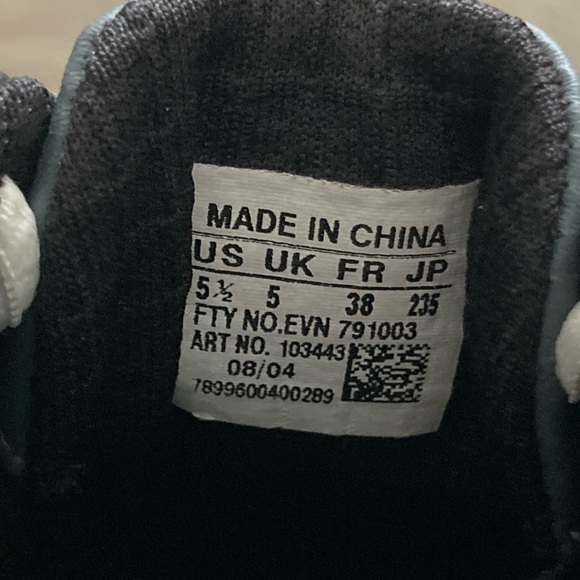 MADE IN CHINA
US UK FR JP
5½ 5 38 235
FTY NO.EVN 791003
ART NO. 103443
08/04
7899600400289